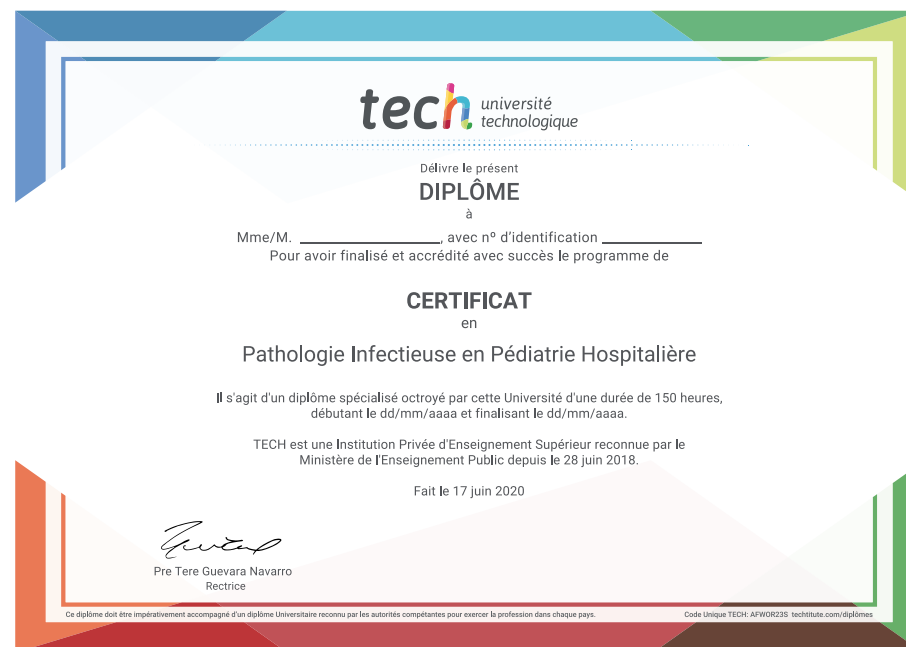 tech université
technologique
Délivre le présent
DIPLÔME
à
Mme/M. ____________________, avec nº d'identification ______________
Pour avoir finalisé et accrédité avec succès le programme de
CERTIFICAT
en
Pathologie Infectieuse en Pédiatrie Hospitalière
Il s'agit d'un diplôme spécialisé octroyé par cette Université d'une durée de 150 heures,
débutant le dd/mm/aaaa et finalisant le dd/mm/aaaa.
TECH est une Institution Privée d'Enseignement Supérieur reconnue par le
Ministère de l'Enseignement Public depuis le 28 juin 2018.
Fait le 17 juin 2020
Pre Tere Guevara Navarro
Rectrice
Ce diplôme doit être impérativement accompagné d'un diplôme Universitaire reconnu par les autorités compétantes pour exercer la profession dans chaque pays.
Code Unique TECH: AFWOR23S techtitute.com/diplômes